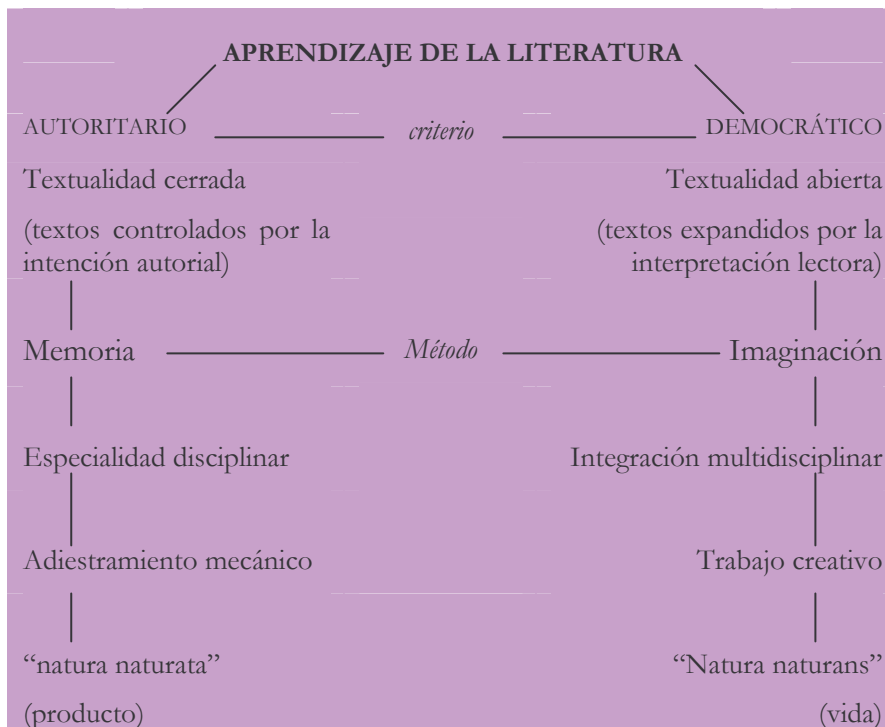 APRENDIZAJE DE LA LITERATURA
AUTORITARIO criterio DEMOCRÁTICO
Textualidad cerrada Textualidad abierta
(textos controlados por la (textos expandidos por la
intención autorial) interpretación lectora)
Memoria Método Imaginación
Especialidad disciplinar Integración multidisciplinar
Adiestramiento mecánico Trabajo creativo
“natura naturata” “Natura naturans”
(producto) (vida)